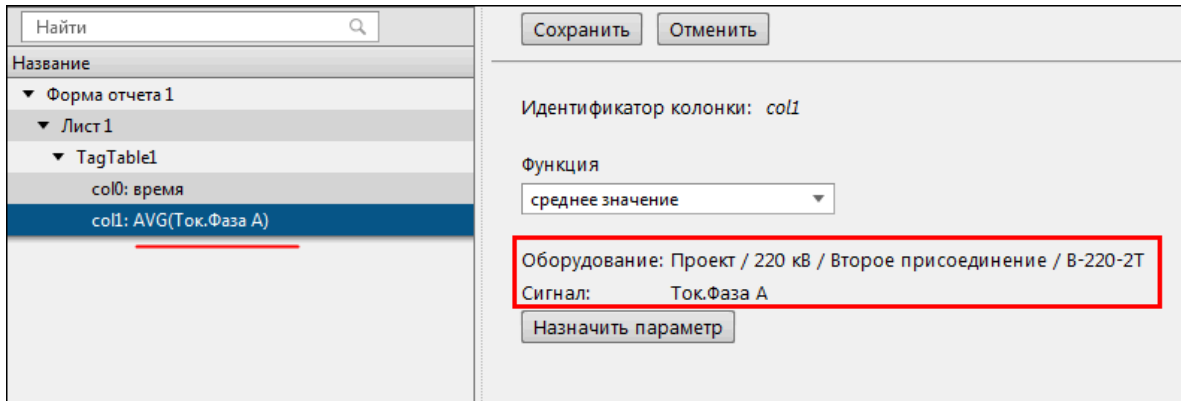 Найти
Название
Форма отчета 1
Лист 1
TagTable1
col0: время
col1: AVG(Ток.Фаза A)
Сохранить Отменить
Идентификатор колонки: col1
Функция
среднее значение
Оборудование: Проект / 220 кВ / Второе присоединение / В-220-2Т
Сигнал: Ток.Фаза A
Назначить параметр